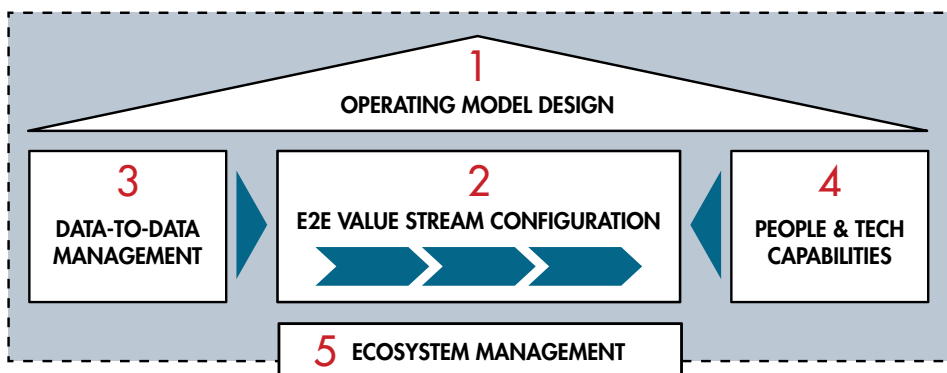 1
OPERATING MODEL DESIGN
3
DATA-TO-DATA
MANAGEMENT
2
E2E VALUE STREAM CONFIGURATION
4
PEOPLE & TECH
CAPABILITIES
5 ECOSYSTEM MANAGEMENT